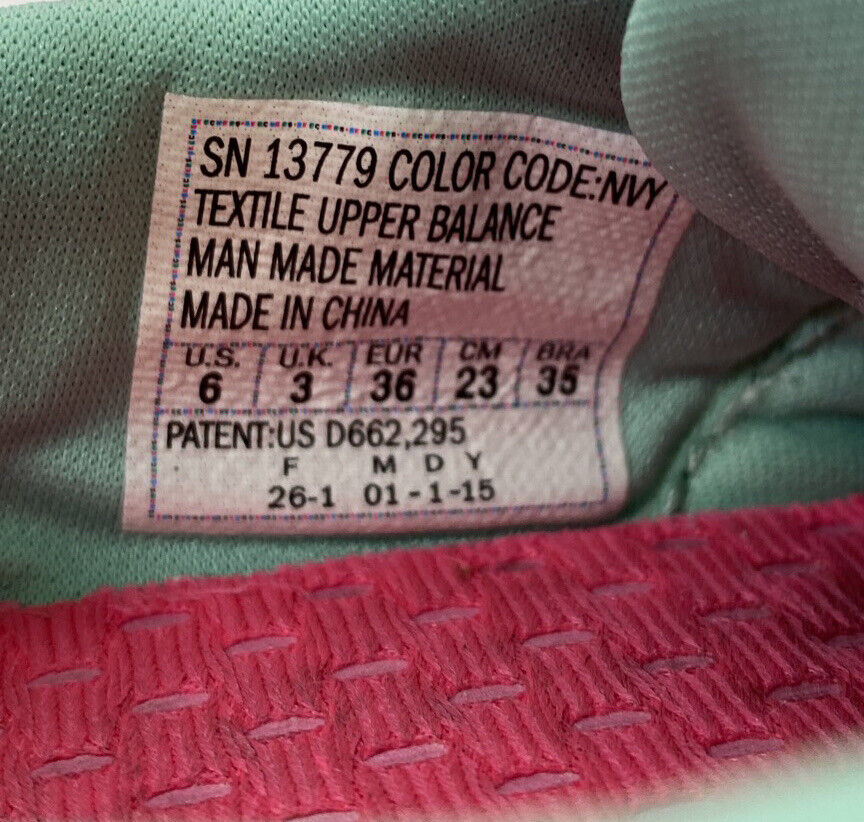 SN 13779 COLOR CODE:NVY
TEXTILE UPPER BALANCE
MAN MADE MATERIAL
MADE IN CHINA
U.S. U.K. EUR CM BRA
6 3 36 23 35
PATENT:US D662,295
F M D Y
26-1 01-1-15